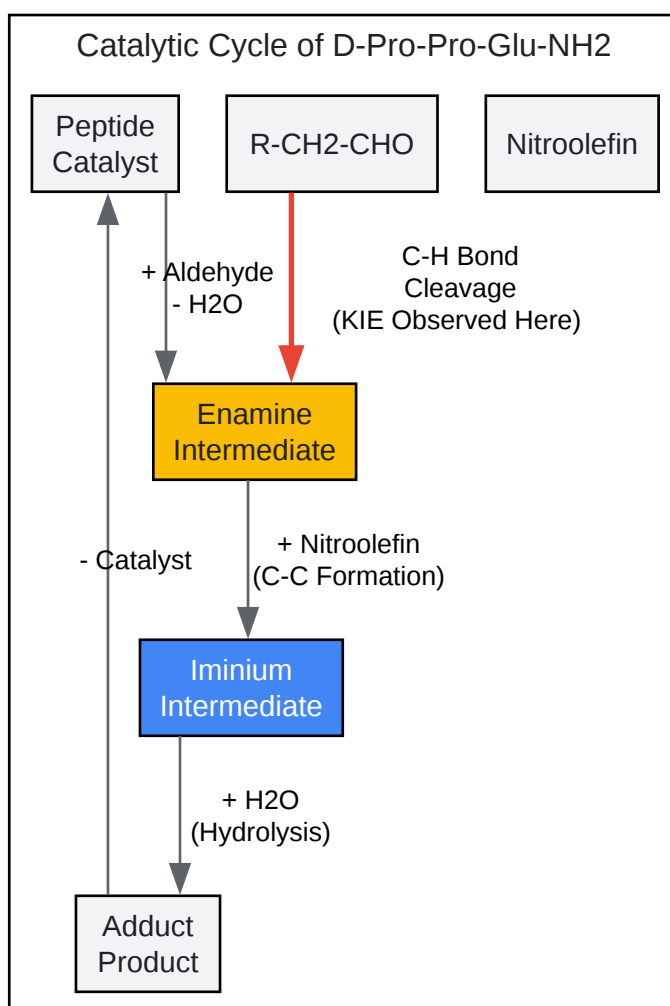 Catalytic Cycle of D-Pro-Pro-Glu-NH2
Peptide
Catalyst
R-CH2-CHO
Nitroolefin
+ Aldehyde
- H2O
C-H Bond
Cleavage
(KIE Observed Here)
Enamine
Intermediate
- Catalyst
+ Nitroolefin
(C-C Formation)
Iminium
Intermediate
+ H2O
(Hydrolysis)
Adduct
Product